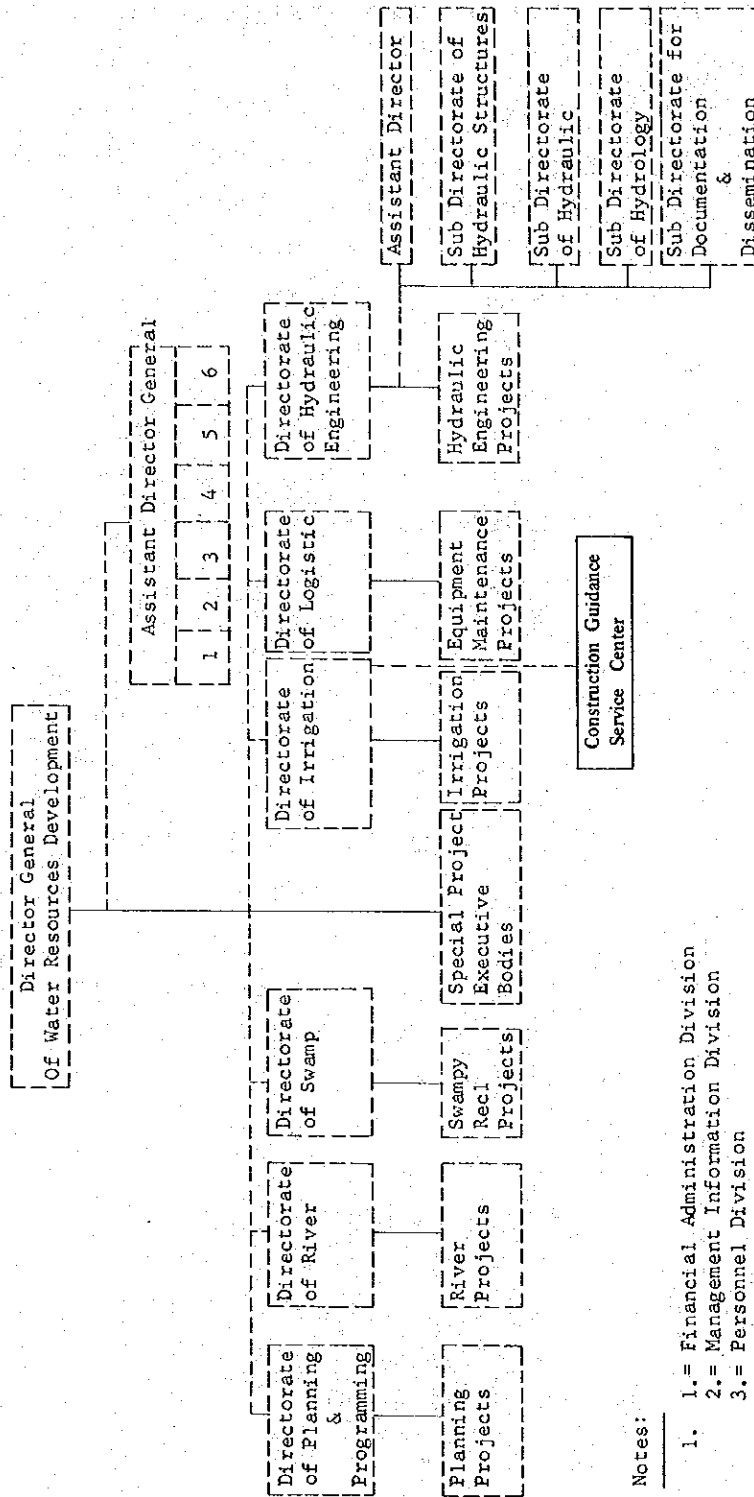 Director General
Of Water Resources Development
Assistant Director General
1 2 3 4 5 6
Directorate
of Planning
&
Programming
Directorate
of River
Directorate
of Swamp
Directorate
of Irrigation
Directorate
of Logistic
Directorate
of Hydraulic
Engineering
Planning
Projects
River
Projects
Swampy
Recl
Projects
Special Project
Executive
Bodies
Irrigation
Projects
Equipment
Maintenance
Projects
Hydraulic
Engineering
Projects
Assistant Director
Sub Directorate of
Hydraulic Structures
Sub Directorate
of Hydraulic
Sub Directorate
of Hydrology
Sub Directorate for
Documentation
&
Dissemination
Construction Guidance
Service Center
Notes:
1. 1.= Financial Administration Division
2.= Management Information Division
3.= Personnel Division